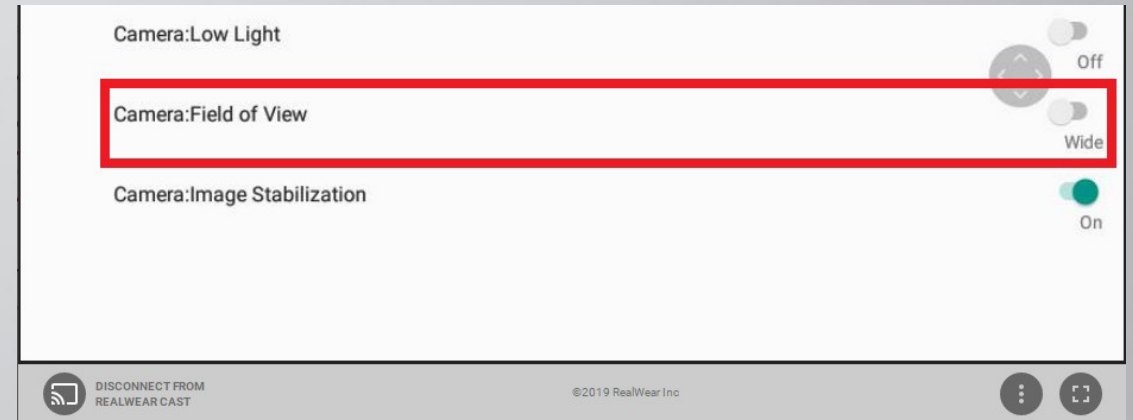 Camera:Low Light
Off
Camera:Field of View
Wide
Camera:Image Stabilization
On
DISCONNECT FROM
REALWEAR CAST
©2019 RealWear Inc